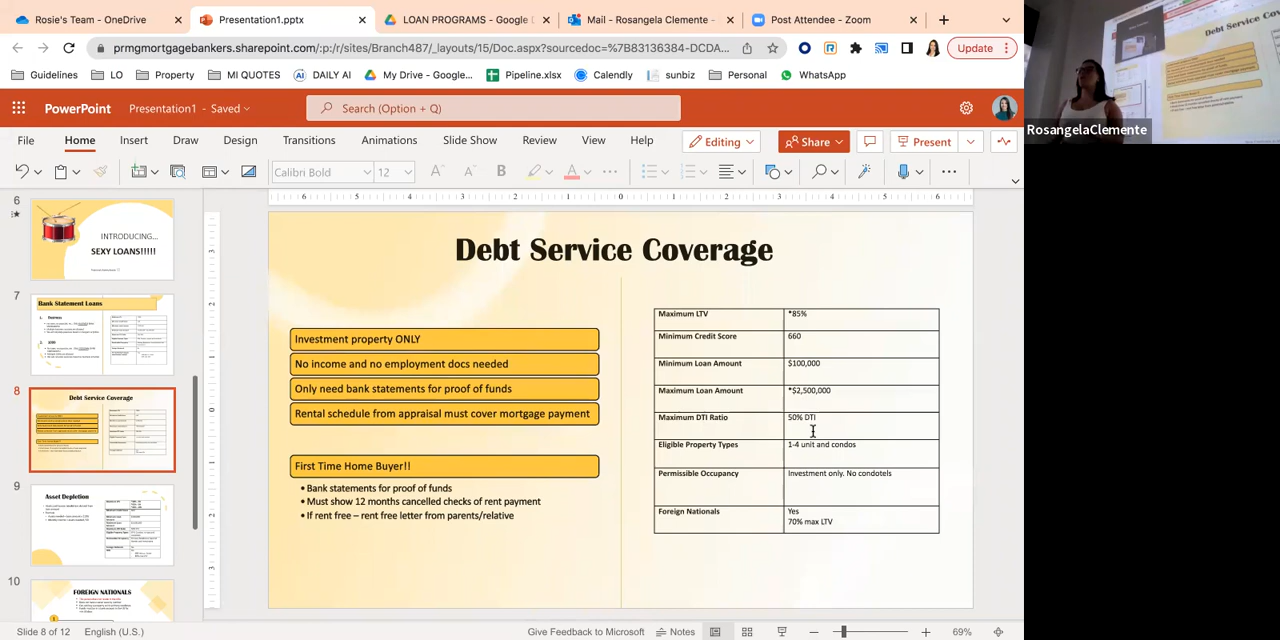 Rosie's Team - OneDrive
Presentation1.pptx
LOAN PROGRAMS - Google
Mail - Rosangela Clemente -
Post Attendee - Zoom
prmgmortgagebankers.sharepoint.com/:p:/r/sites/Branch487/_layouts/15/Doc.aspx?sourcedoc=%7B83136384-DCDA...
Update
Guidelines
LO
Property
MI QUOTES
DAILY AI
My Drive - Google...
Pipeline.xlsx
Calendly
sunbiz
Personal
WhatsApp
PowerPoint
Presentation1 - Saved
Search (Option + Q)
File
Home
Insert
Draw
Design
Transitions
Animations
Slide Show
Review
View
Help
Editing
Share
Present
Calibri Bold
12
6
INTRODUCING...
SEXY LOANS!!!!!
7
Bank Statement Loans
8
Debt Service Coverage
9
Asset Depletion
10
FOREIGN NATIONALS
Debt Service Coverage
Investment property ONLY
No income and no employment docs needed
Only need bank statements for proof of funds
Rental schedule from appraisal must cover mortgage payment
First Time Home Buyer!!
• Bank statements for proof of funds
• Must show 12 months cancelled checks of rent payment
• If rent free – rent free letter from parents/relative
Maximum LTV *85%
Minimum Credit Score 660
Minimum Loan Amount $100,000
Maximum Loan Amount *$2,500,000
Maximum DTI Ratio 50% DTI
Eligible Property Types 1-4 unit and condos
Permissible Occupancy Investment only. No condotels
Foreign Nationals Yes
70% max LTV
Slide 8 of 12
English (U.S.)
Give Feedback to Microsoft
Notes
69%
Debt Service Cov
RosangelaClemente